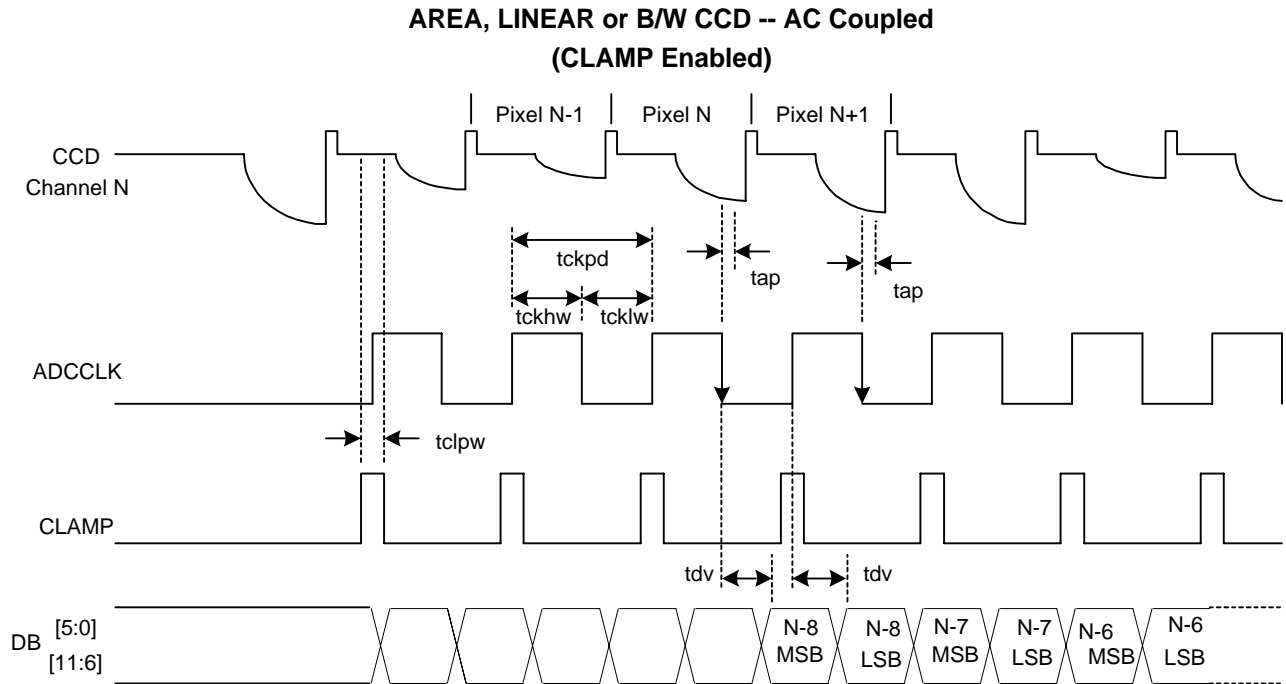 AREA, LINEAR or B/W CCD -- AC Coupled
(CLAMP Enabled)
Pixel N-1
Pixel N
Pixel N+1
CCD
Channel N
tckpd
tckhw
tcklw
tap
tap
ADCCLK
tclpw
CLAMP
tdv
tdv
DB
[5:0]
[11:6]
N-8
MSB
N-8
LSB
N-7
MSB
N-7
LSB
N-6
MSB
N-6
LSB